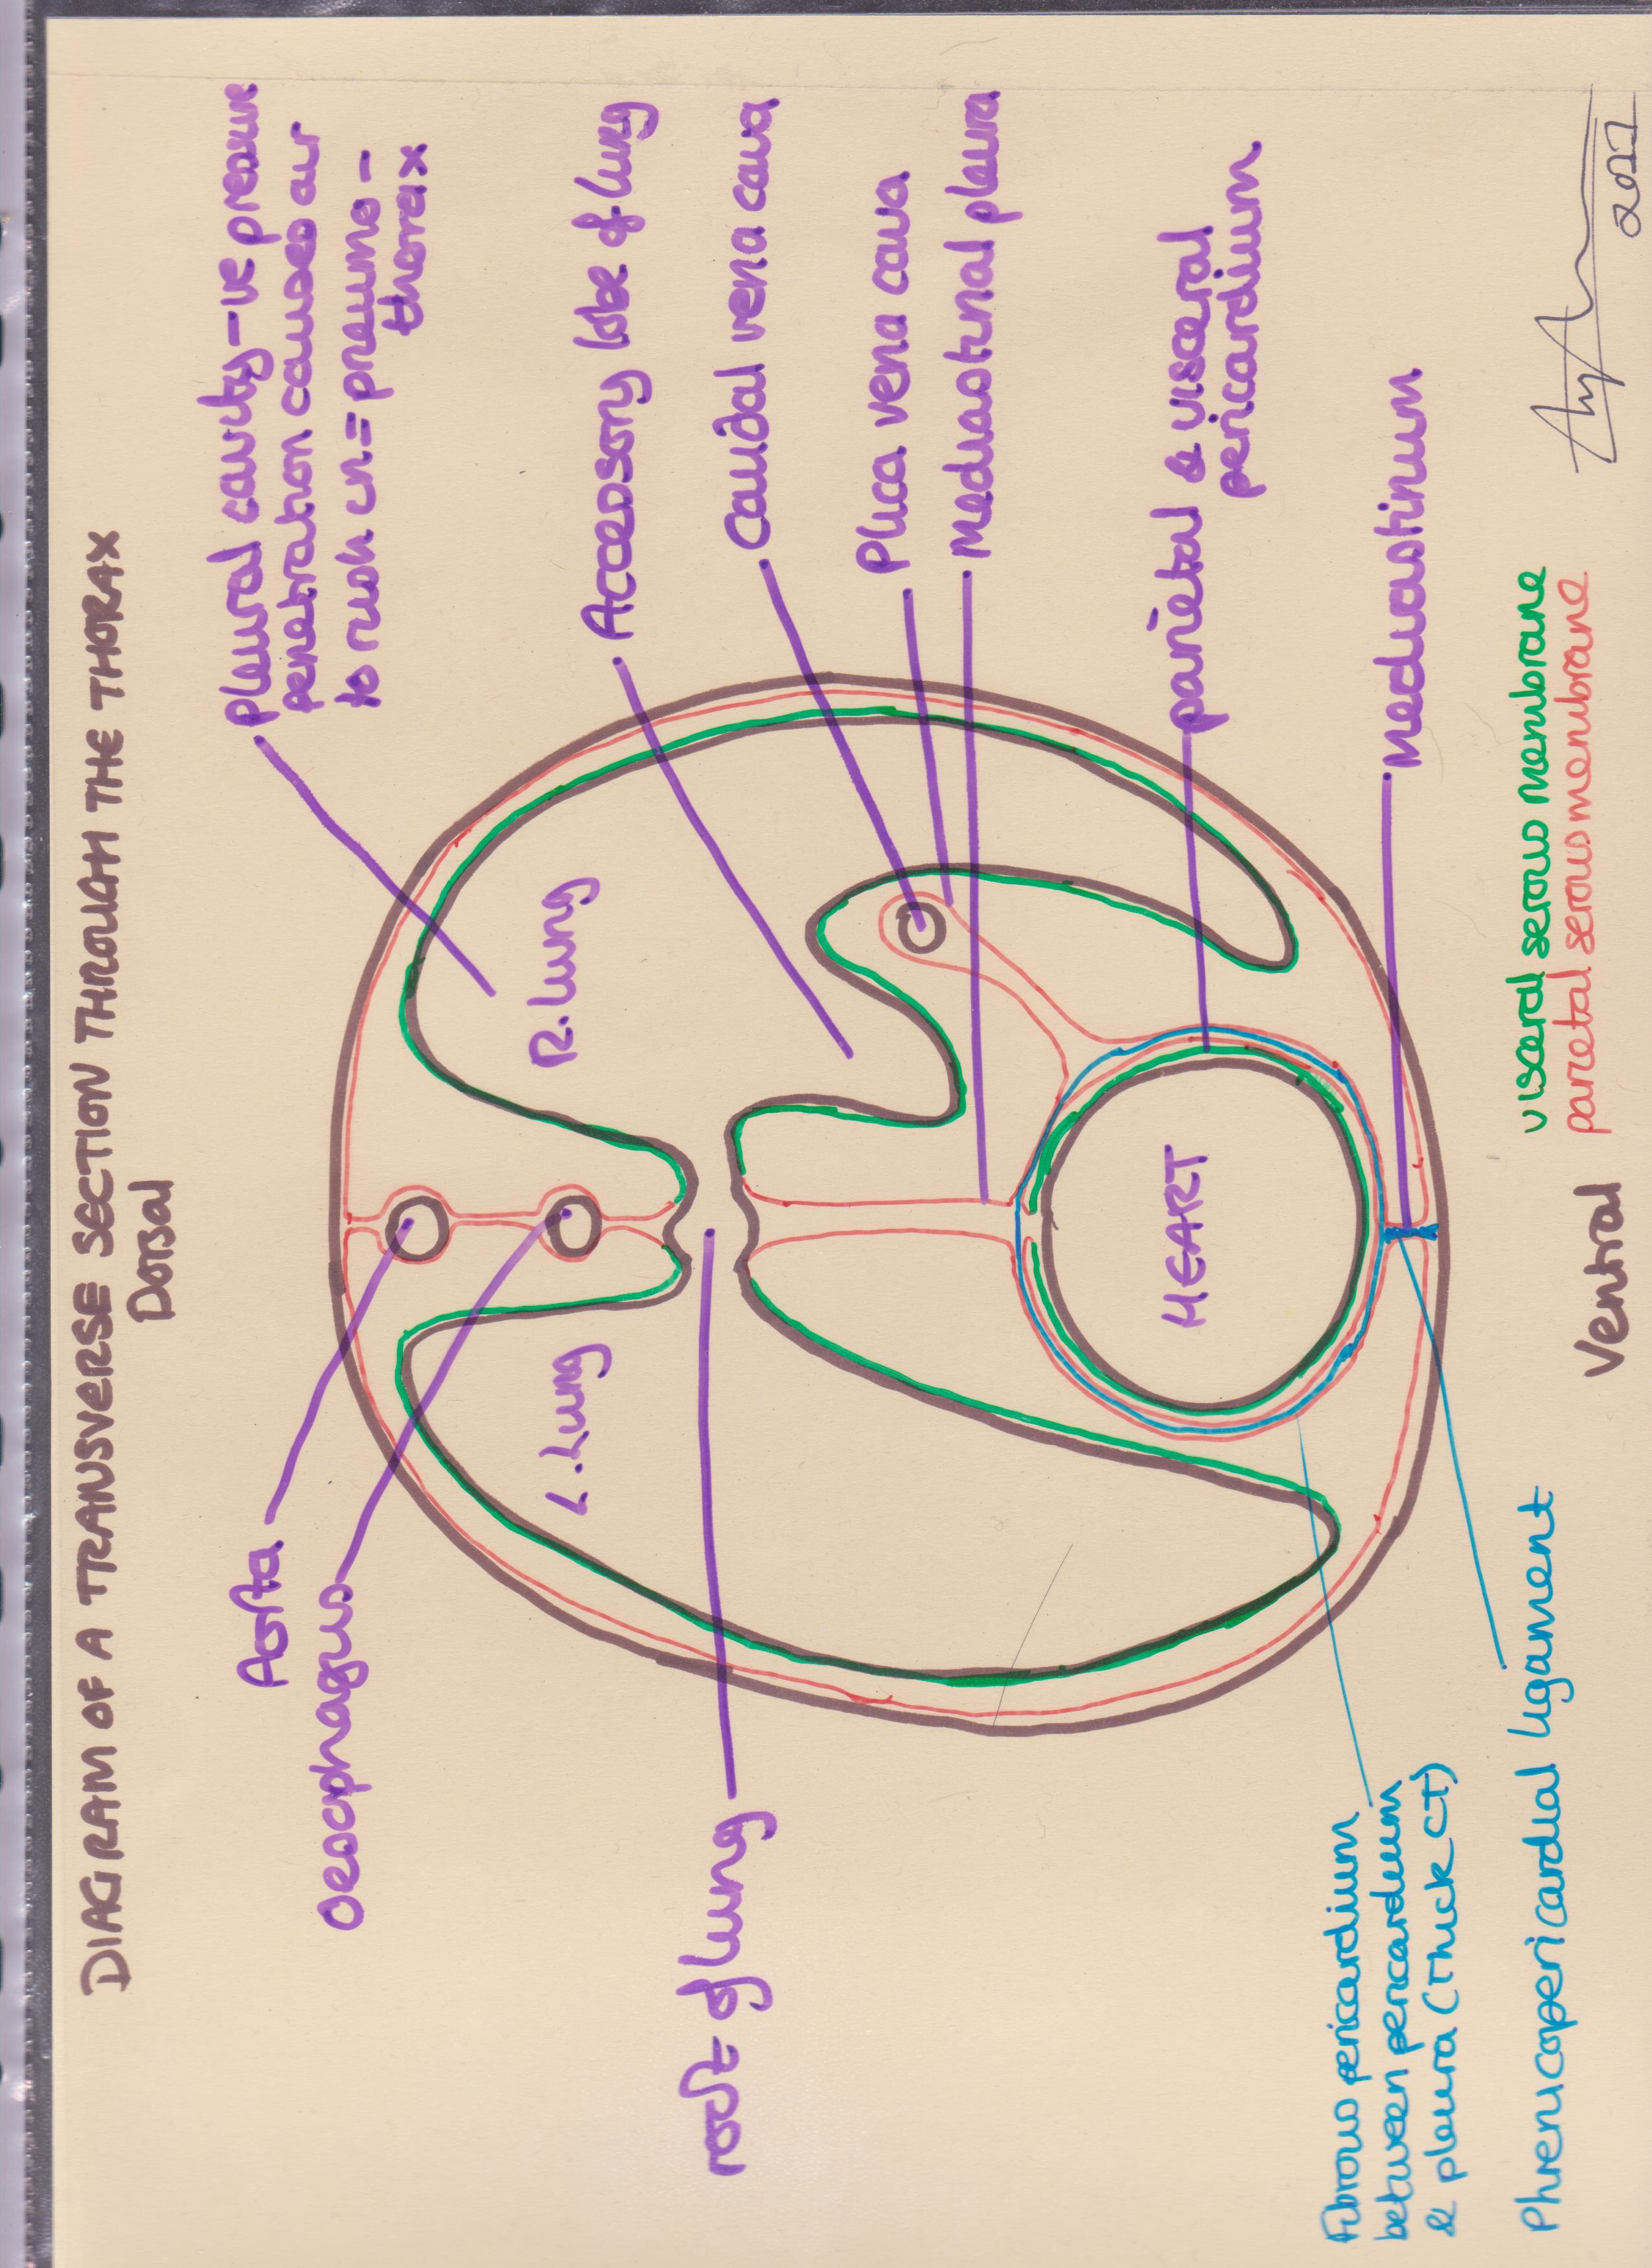 DIAGRAM OF A TRANSVERSE SECTION THROUGH THE THORAX
Dorsal
Aorta
Oesophagus
root of lung
Fibrous pericardium
between pericardium
& pleura (Thick CT)
Phrenicopericardial ligament
L. Lung
R. Lung
HEART
Pleural cavity -ve pressure
penetration causes air
to rush in = pneumo-
thorax
Accessory lobe of lung
Caudal vena cava
Plica vena cava
Mediastinal pleura
parietal & visceral
pericardium
Mediastinum
visceral serous membrane
parietal serous membrane
Ventral
2022